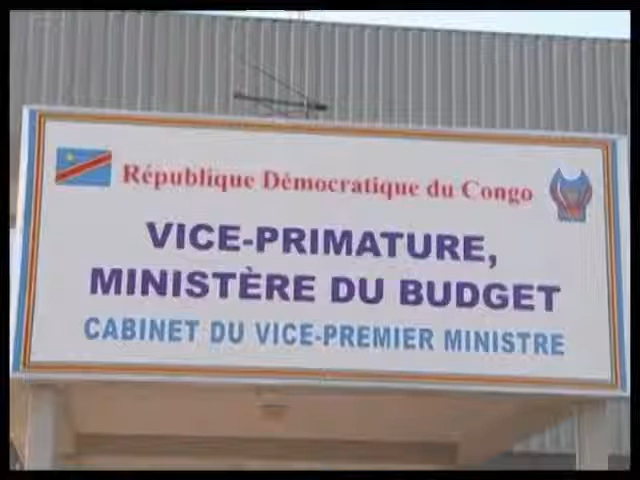 République Démocratique du Congo
VICE-PRIMATURE,
MINISTÈRE DU BUDGET
CABINET DU VICE-PREMIER MINISTRE